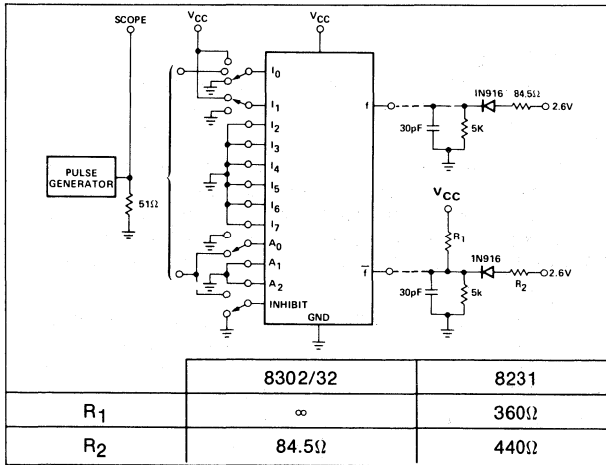 SCOPE
VCC
VCC
I0
I1
I2
I3
I4
I5
I6
I7
A0
A1
A2
INHIBIT
GND
f
f̅
PULSE
GENERATOR
51Ω
1N916
84.5Ω
2.6V
30pF
5K
VCC
R1
1N916
2.6V
30pF
5k
R2
8302/32
8231
R1
∞
360Ω
R2
84.5Ω
440Ω